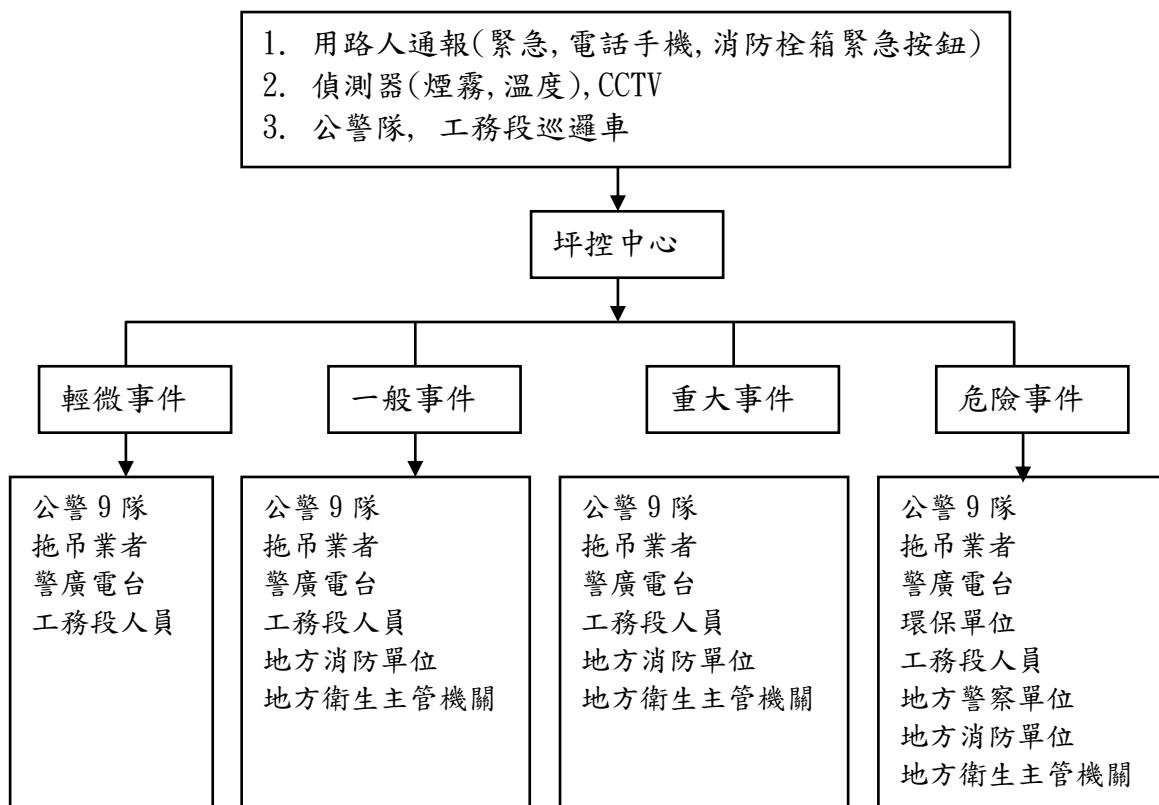 1. 用路人通報(緊急,電話手機,消防栓箱緊急按鈕)
2. 偵測器(煙霧,溫度),CCTV
3. 公警隊, 工務段巡邏車
坪控中心
輕微事件
一般事件
重大事件
危險事件
公警9隊
拖吊業者
警廣電台
工務段人員
公警9隊
拖吊業者
警廣電台
工務段人員
地方消防單位
地方衛生主管機關
公警9隊
拖吊業者
警廣電台
工務段人員
地方消防單位
地方衛生主管機關
公警9隊
拖吊業者
警廣電台
環保單位
工務段人員
地方警察單位
地方消防單位
地方衛生主管機關